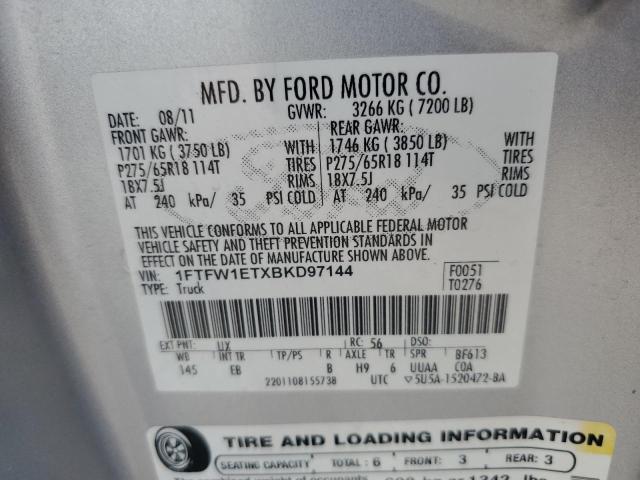 MFD. BY FORD MOTOR CO.
DATE: 08/11 GVWR: 3266 KG ( 7200 LB)
FRONT GAWR: REAR GAWR:
1701 KG ( 3750 LB) WITH 1746 KG ( 3850 LB) WITH
P275/65R18 114T TIRES P275/65R18 114T TIRES
18X7.5J RIMS 18X7.5J RIMS
AT 240 kPa/ 35 PSI COLD AT 240 kPa/ 35 PSI COLD
THIS VEHICLE CONFORMS TO ALL APPLICABLE FEDERAL MOTOR
VEHICLE SAFETY AND THEFT PREVENTION STANDARDS IN
EFFECT ON THE DATE OF MANUFACTURE SHOWN ABOVE.
VIN: 1FTFW1ETXBKD97144 F0051
TYPE: Truck T0276
EXT PNT: UX RC: 56 DSO:
WB INT TR TP/PS R AXLE TR SPR BF613
145 EB B H9 6 UUAA COA
2201108155738 UTC ▽5U5A-1520472-BA
TIRE AND LOADING INFORMATION
SEATING CAPACITY TOTAL: 6 FRONT: 3 REAR: 3